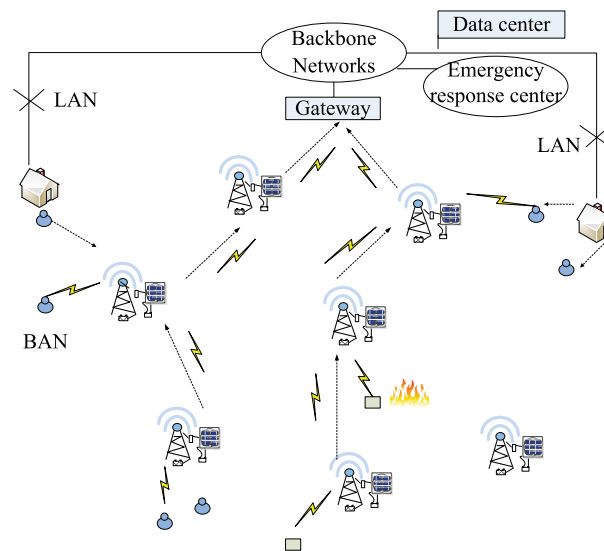 Data center
Backbone
Networks
Emergency
response center
LAN
Gateway
LAN
BAN